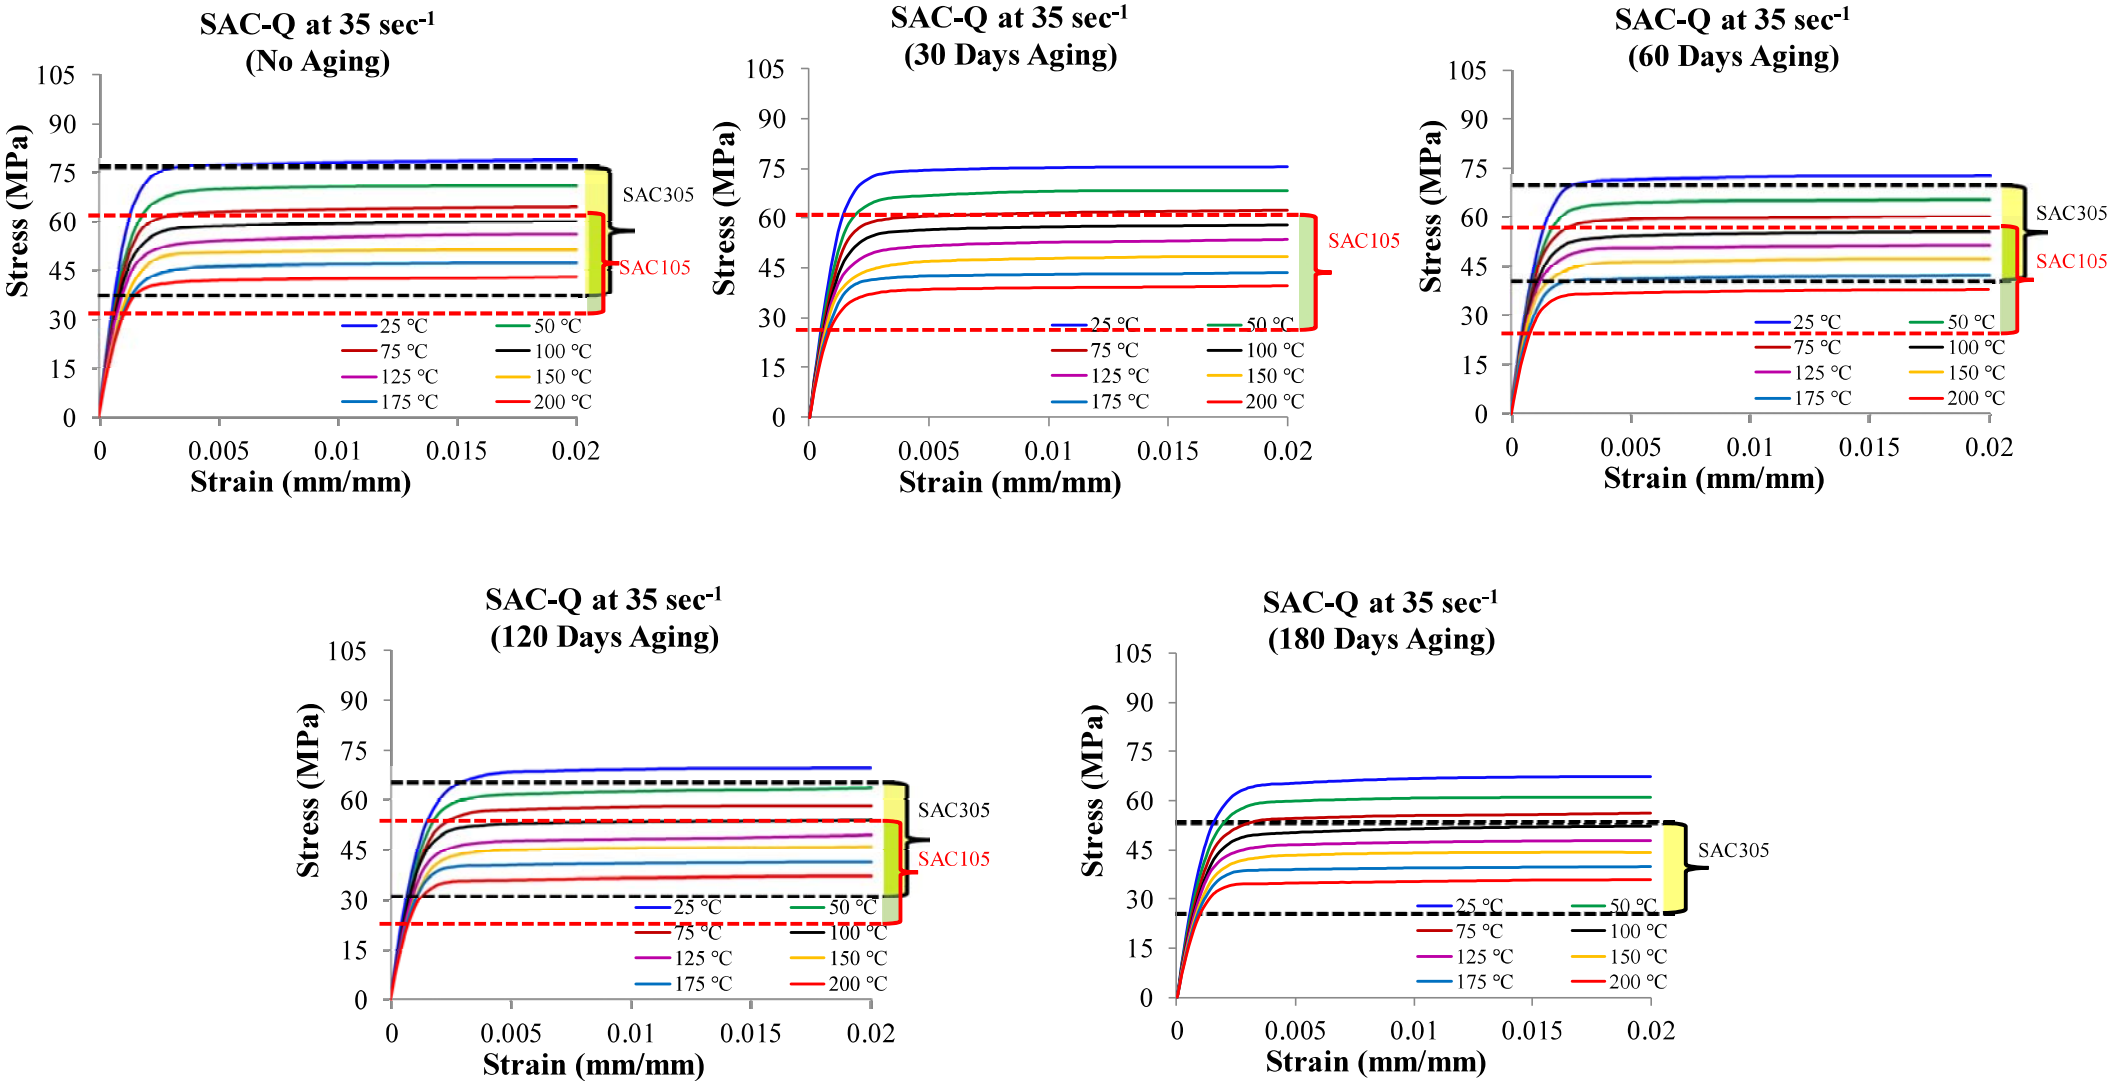 SAC-Q at 35 sec-1
(No Aging)
105
90
75
60
45
30
15
0
Stress (MPa)
0 0.005 0.01 0.015 0.02
Strain (mm/mm)
SAC305
SAC105
25 °C 50 °C
75 °C 100 °C
125 °C 150 °C
175 °C 200 °C
SAC-Q at 35 sec-1
(30 Days Aging)
105
90
75
60
45
30
15
0
Stress (MPa)
0 0.005 0.01 0.015 0.02
Strain (mm/mm)
SAC105
25 °C 50 °C
75 °C 100 °C
125 °C 150 °C
175 °C 200 °C
SAC-Q at 35 sec-1
(60 Days Aging)
105
90
75
60
45
30
15
0
Stress (MPa)
0 0.005 0.01 0.015 0.02
Strain (mm/mm)
SAC305
SAC105
25 °C 50 °C
75 °C 100 °C
125 °C 150 °C
175 °C 200 °C
SAC-Q at 35 sec-1
(120 Days Aging)
105
90
75
60
45
30
15
0
Stress (MPa)
0 0.005 0.01 0.015 0.02
Strain (mm/mm)
SAC305
SAC105
25 °C 50 °C
75 °C 100 °C
125 °C 150 °C
175 °C 200 °C
SAC-Q at 35 sec-1
(180 Days Aging)
105
90
75
60
45
30
15
0
Stress (MPa)
0 0.005 0.01 0.015 0.02
Strain (mm/mm)
SAC305
25 °C 50 °C
75 °C 100 °C
125 °C 150 °C
175 °C 200 °C